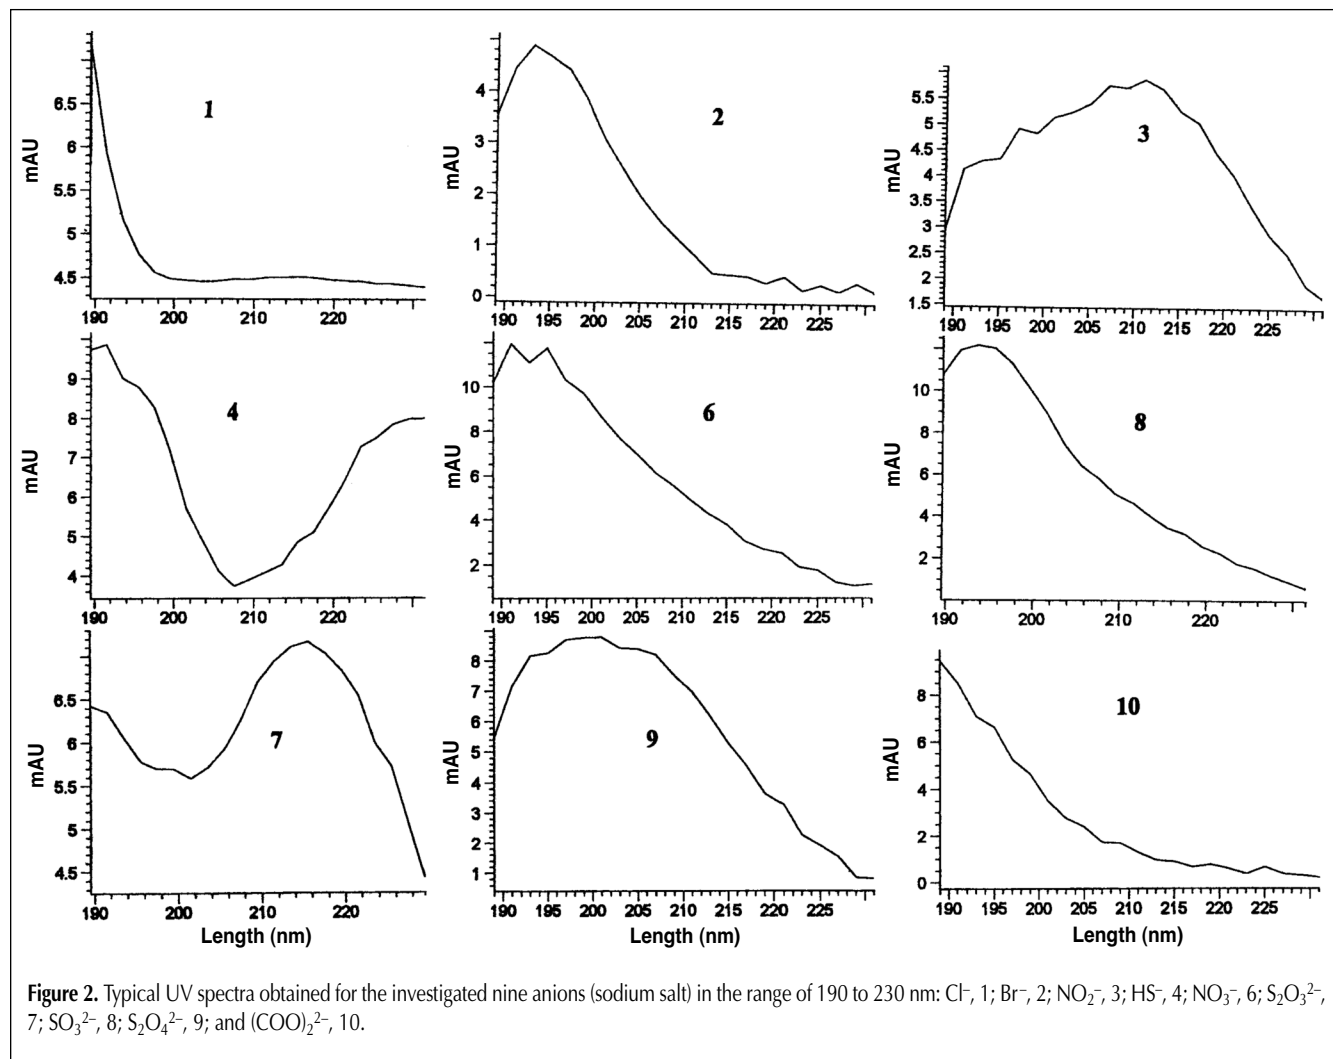 6.5
6
5.5
5
4.5
mAU
1
190 200 210 220
4
3
2
1
0
mAU
2
190 195 200 205 210 215 220 225
5.5
5
4.5
4
3.5
3
2.5
2
1.5
mAU
3
190 195 200 205 210 215 220 225
9
8
7
6
5
4
mAU
4
190 200 210 220
10
8
6
4
2
mAU
6
190 195 200 205 210 215 220 225
10
8
6
4
2
mAU
8
190 195 200 205 210 215 220
6.5
6
5.5
5
4.5
mAU
7
190 200 210 220
Length (nm)
8
7
6
5
4
3
2
1
mAU
9
190 195 200 205 210 215 220 225
Length (nm)
8
6
4
2
0
mAU
10
190 195 200 205 210 215 220 225
Length (nm)
Figure 2. Typical UV spectra obtained for the investigated nine anions (sodium salt) in the range of 190 to 230 nm: Cl⁻, 1; Br⁻, 2; NO₂⁻, 3; HS⁻, 4; NO₃⁻, 6; S₂O₃²⁻,
7; SO₃²⁻, 8; S₂O₄²⁻, 9; and (COO)₂²⁻, 10.